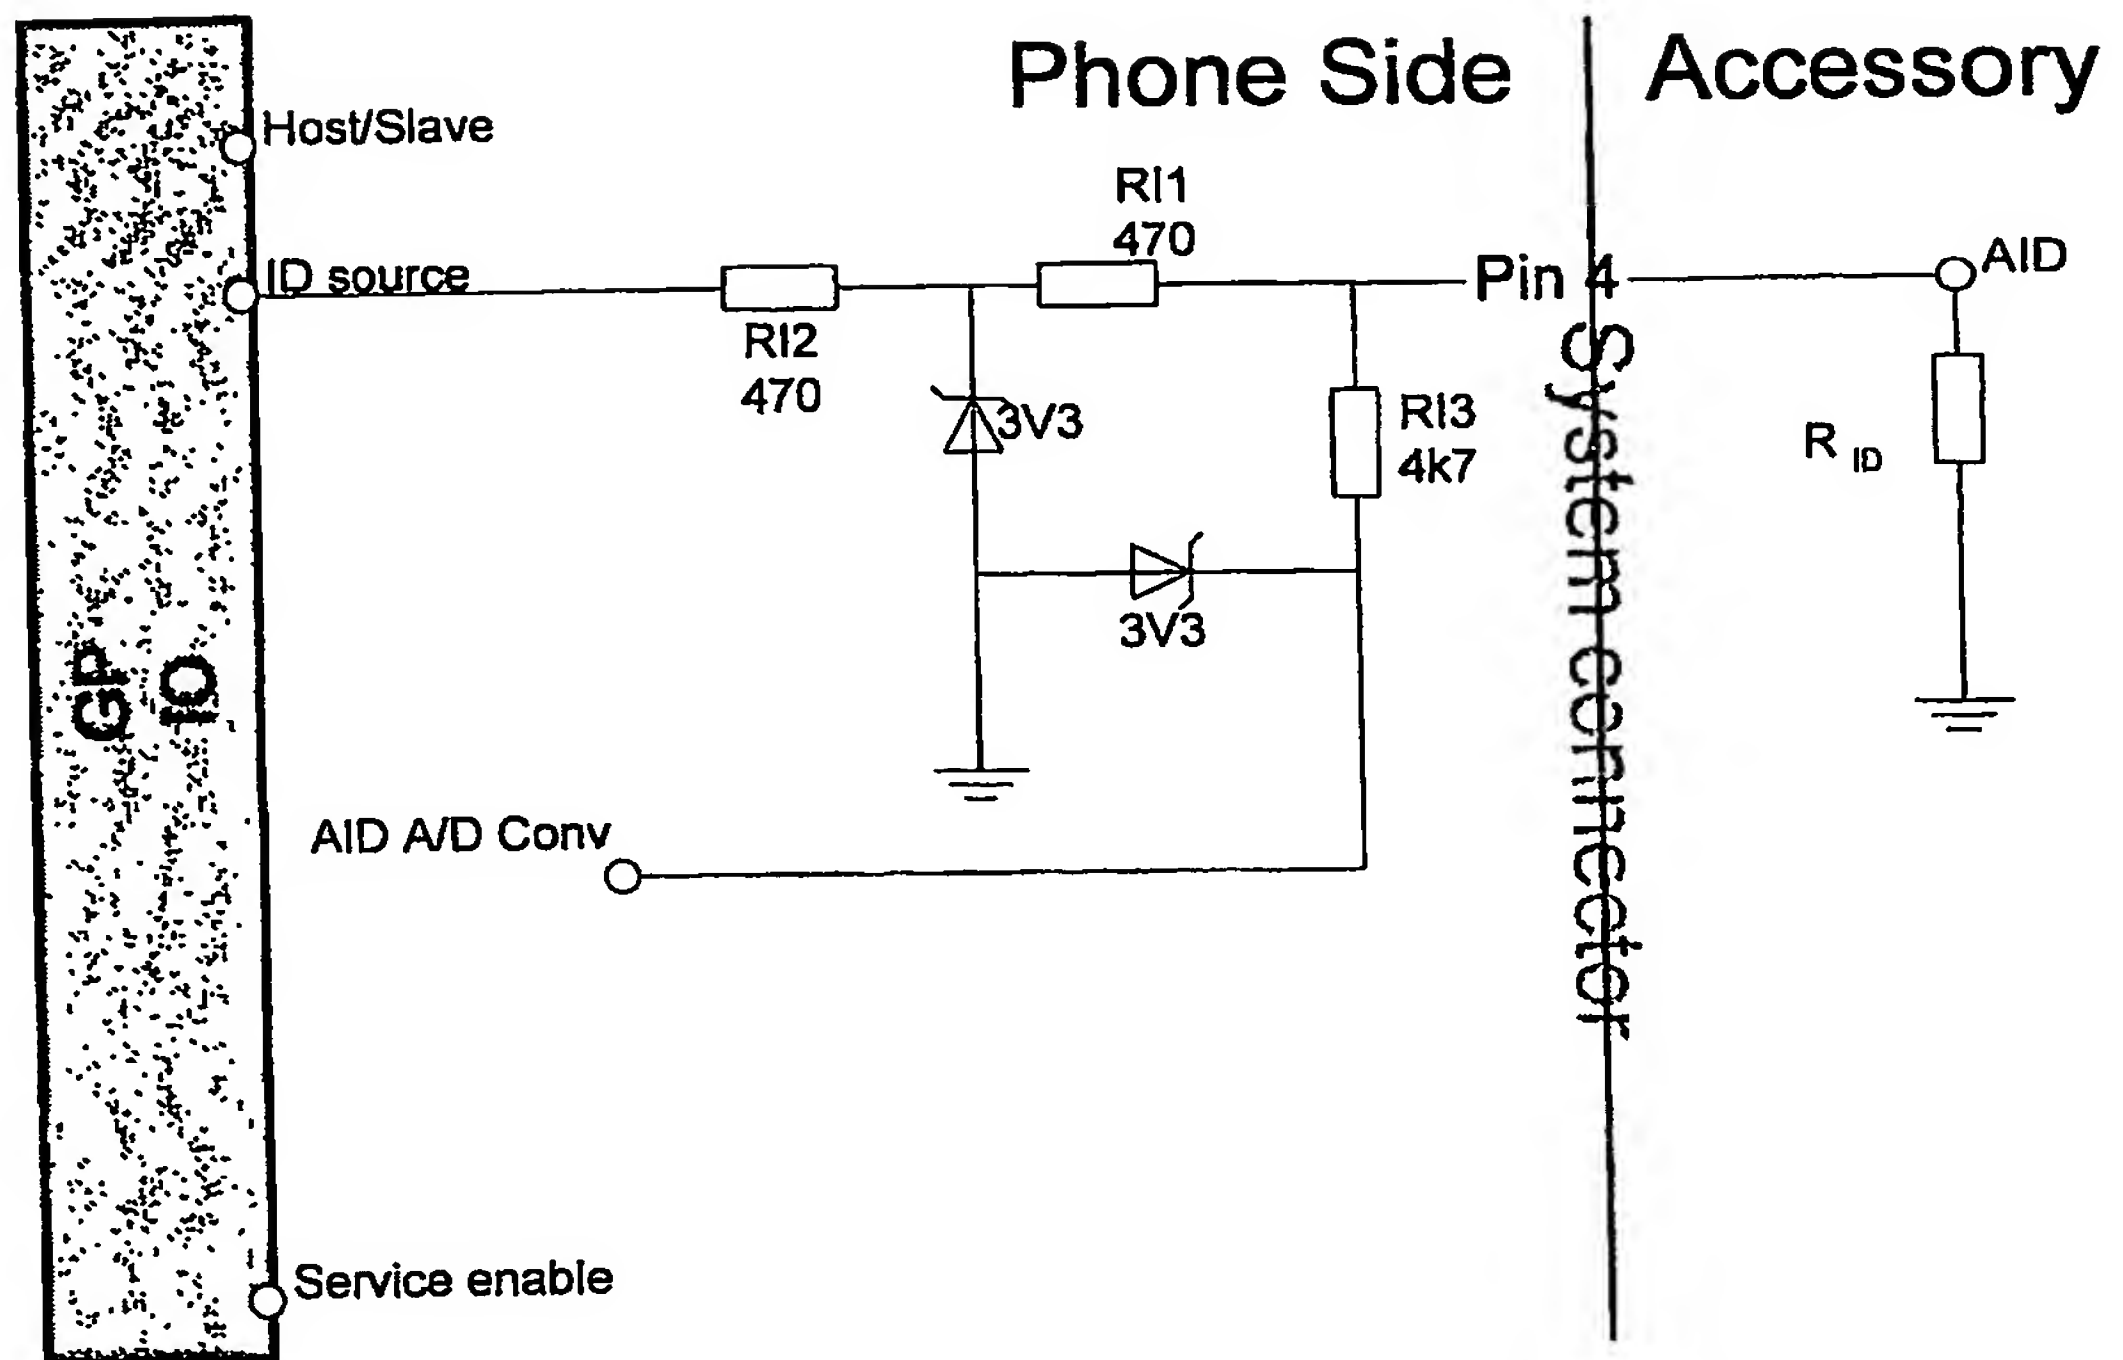 Phone Side
Accessory
Host/Slave
RI1
470
ID source
Pin 4
AID
RI2
470
3V3
RI3
4k7
R ID
3V3
System connector
GP
IO
AID A/D Conv
Service enable